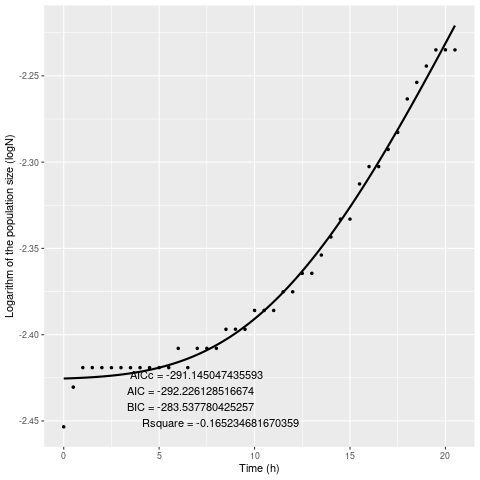 Logarithm of the population size (logN)
-2.25
-2.30
-2.35
-2.40
-2.45
AICc = -291.145047435593
AIC = -292.226128516674
BIC = -283.537780425257
Rsquare = -0.165234681670359
0 5 10 15 20
Time (h)